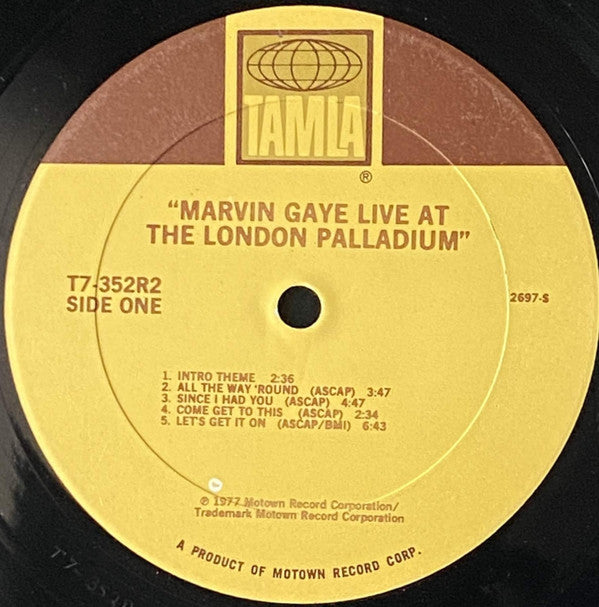 TAMLA
®
"MARVIN GAYE LIVE AT
THE LONDON PALLADIUM"
T7-352R2
SIDE ONE
2697-S
1. INTRO THEME 2:36
2. ALL THE WAY 'ROUND (ASCAP) 3:47
3. SINCE I HAD YOU (ASCAP) 4:47
4. COME GET TO THIS (ASCAP) 2:34
5. LET'S GET IT ON (ASCAP/BMI) 6:43
℗ 1977 Motown Record Corporation/
Trademark Motown Record Corporation
A PRODUCT OF MOTOWN RECORD CORP.